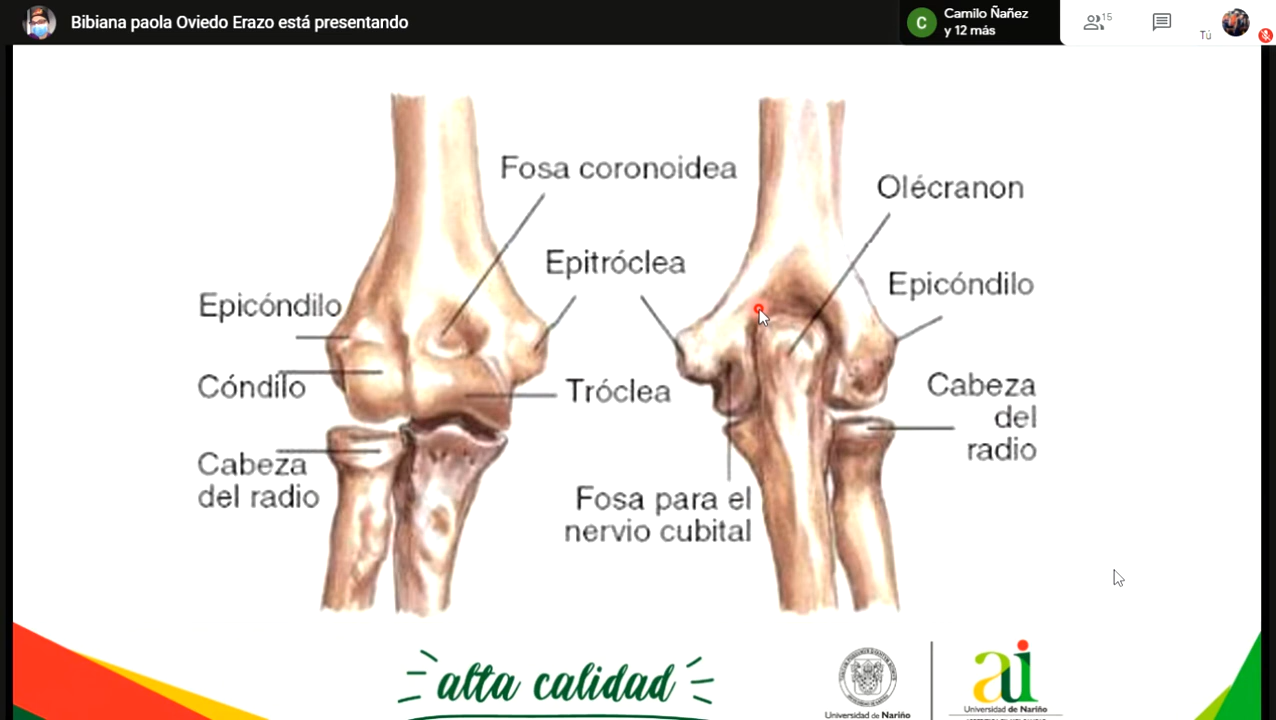 Bibiana paola Oviedo Erazo está presentando
C
Camilo Ñañez
y 12 más
15
Tú
Fosa coronoidea
Olécranon
Epitróclea
Epicóndilo
Epicóndilo
Cóndilo
Tróclea
Cabeza
del
radio
Cabeza
del radio
Fosa para el
nervio cubital
alta calidad
Universidad de Nariño
ai
Universidad de Nariño